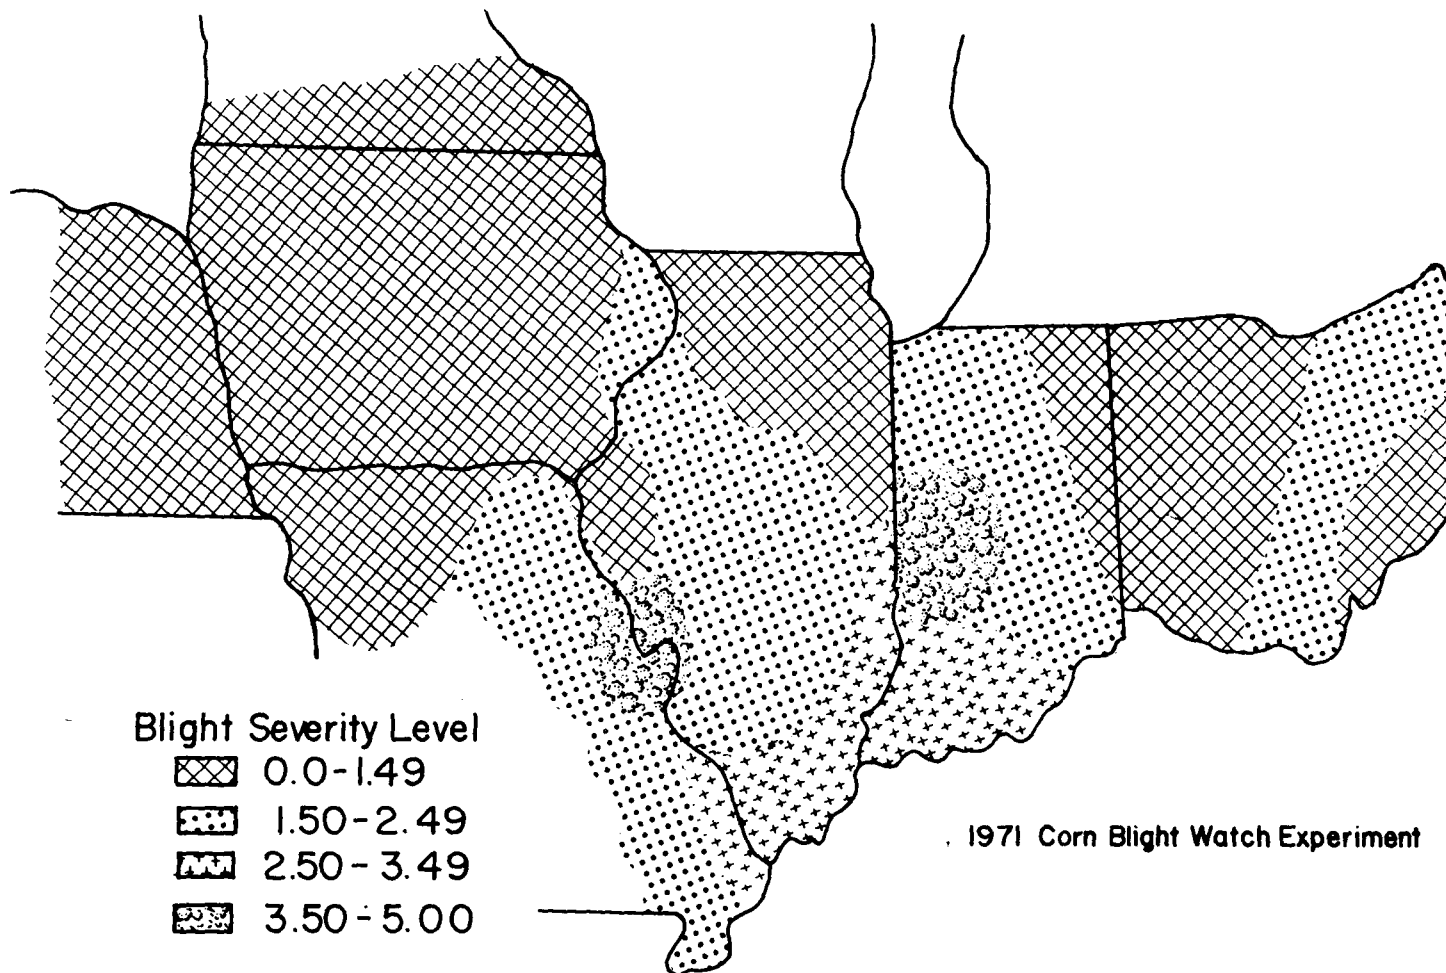 Blight Severity Level
0.0-1.49
1.50-2.49
2.50-3.49
3.50-5.00
1971 Corn Blight Watch Experiment